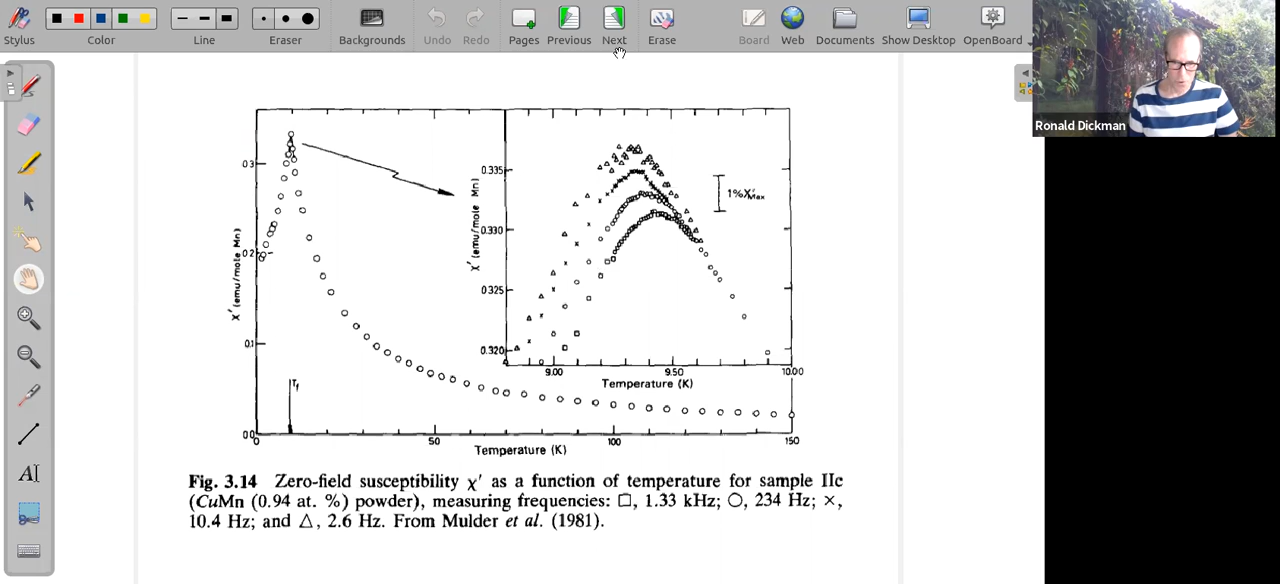 Stylus
Color
Line
Eraser
Backgrounds
Undo
Redo
Pages
Previous
Next
Erase
Board
Web
Documents
Show Desktop
OpenBoard
Ronald Dickman
χ' (emu/mole Mn)
0.3
0.2
0.1
0.0
0
50
100
150
Temperature (K)
Tf
χ' (emu/mole Mn)
0.335
0.330
0.325
0.320
9.00
9.50
10.00
Temperature (K)
1%χ'Max
Fig. 3.14 Zero-field susceptibility χ' as a function of temperature for sample IIc
(CuMn (0.94 at. %) powder), measuring frequencies: □, 1.33 kHz; ○, 234 Hz; ×,
10.4 Hz; and △, 2.6 Hz. From Mulder et al. (1981).